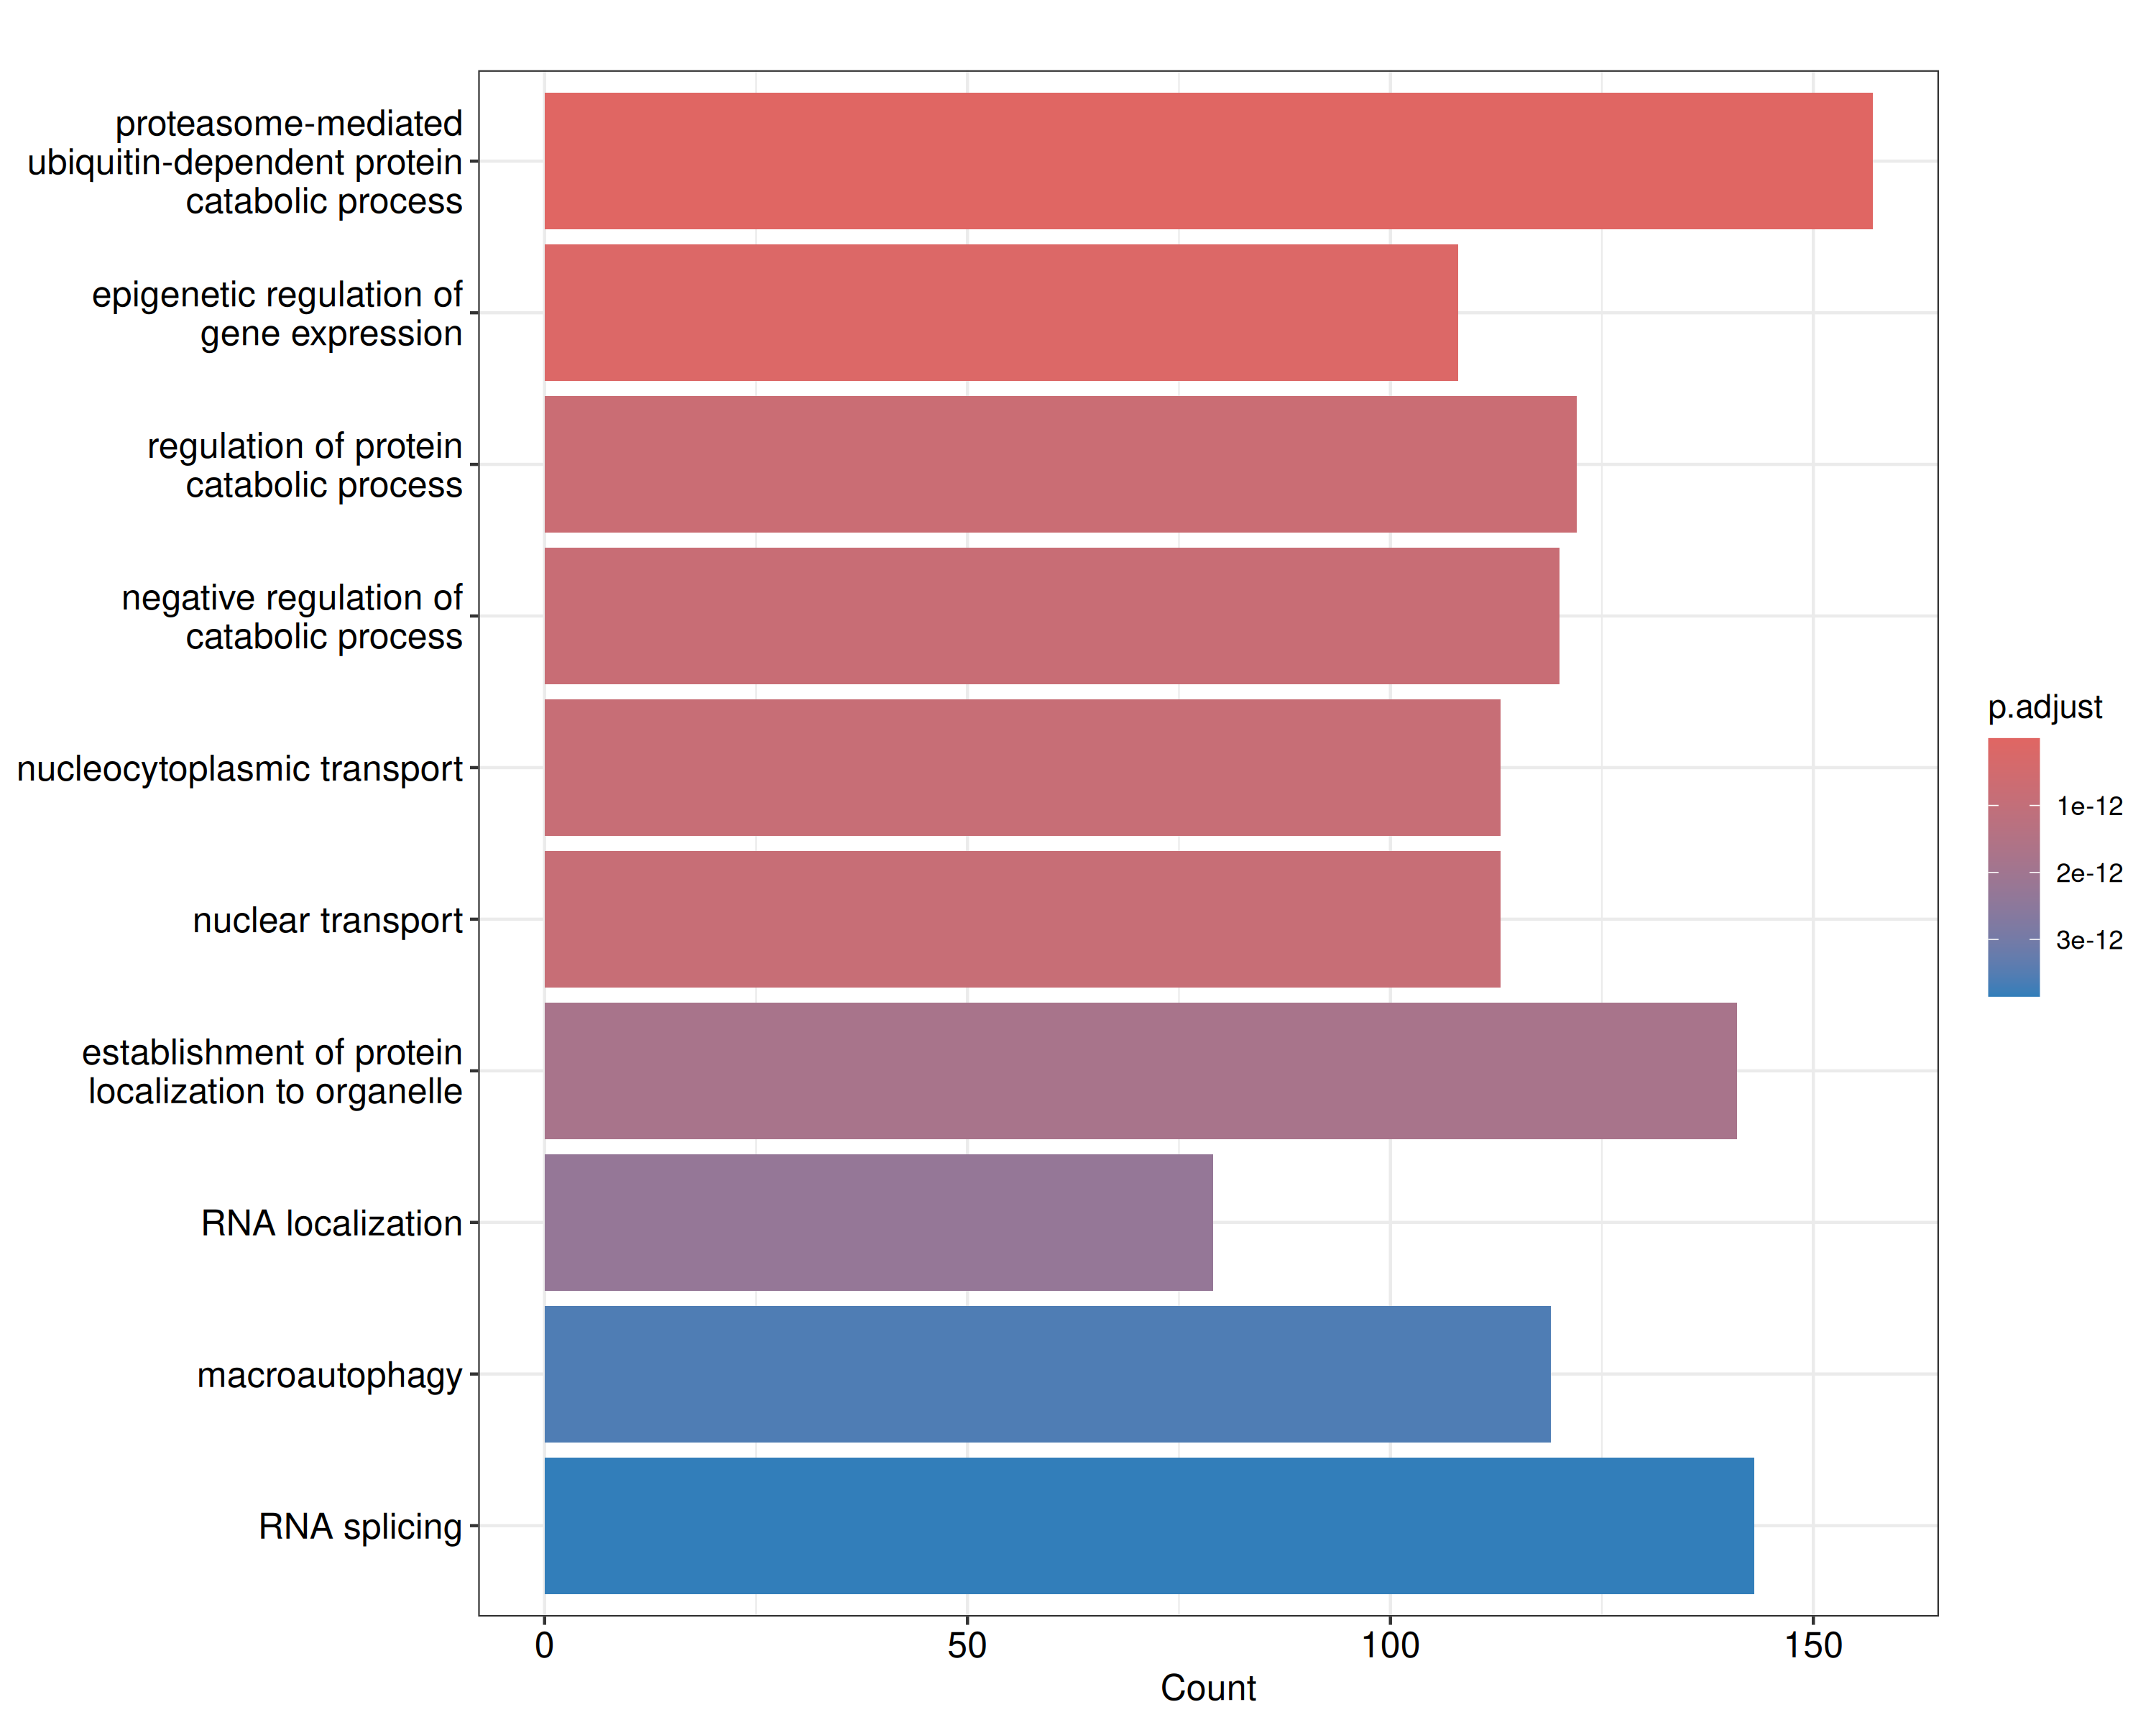 proteasome-mediated
ubiquitin-dependent protein
catabolic process
epigenetic regulation of
gene expression
regulation of protein
catabolic process
negative regulation of
catabolic process
nucleocytoplasmic transport
nuclear transport
establishment of protein
localization to organelle
RNA localization
macroautophagy
RNA splicing
0 50 100 150
Count
p.adjust
1e-12
2e-12
3e-12